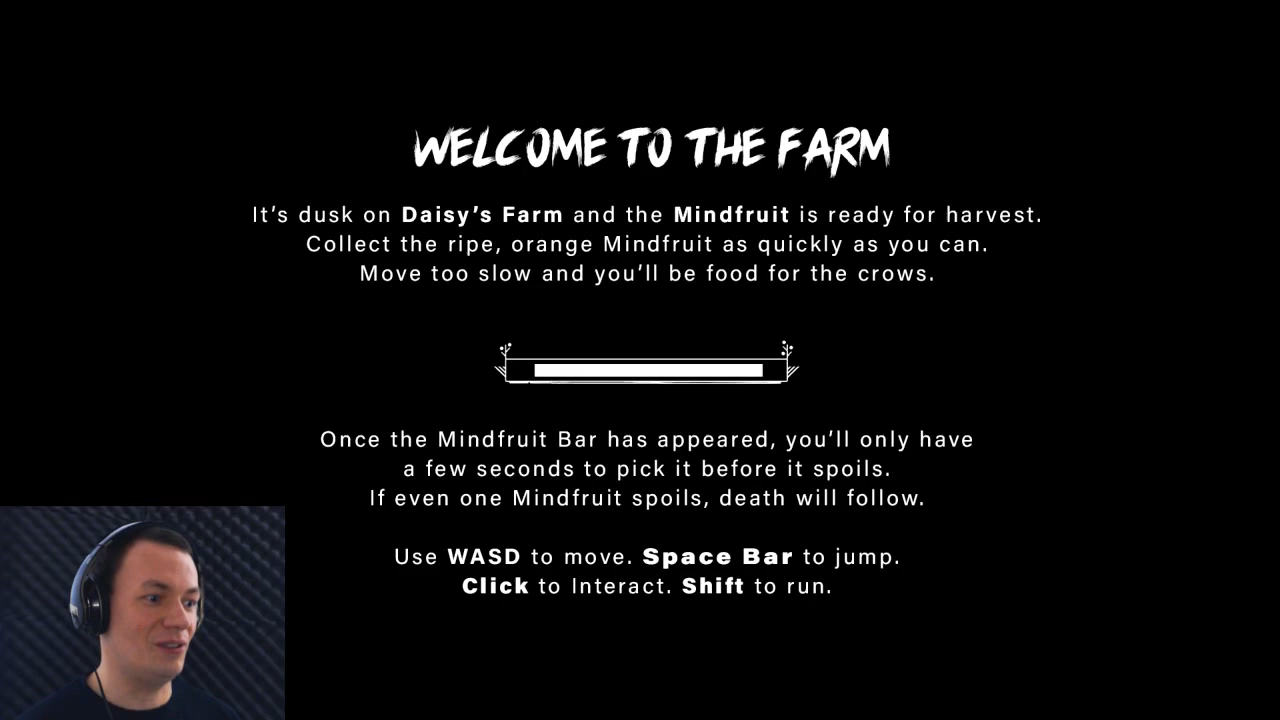 WELCOME TO THE FARM
It's dusk on Daisy's Farm and the Mindfruit is ready for harvest.
Collect the ripe, orange Mindfruit as quickly as you can.
Move too slow and you'll be food for the crows.
Once the Mindfruit Bar has appeared, you'll only have
a few seconds to pick it before it spoils.
If even one Mindfruit spoils, death will follow.
Use WASD to move. Space Bar to jump.
Click to Interact. Shift to run.